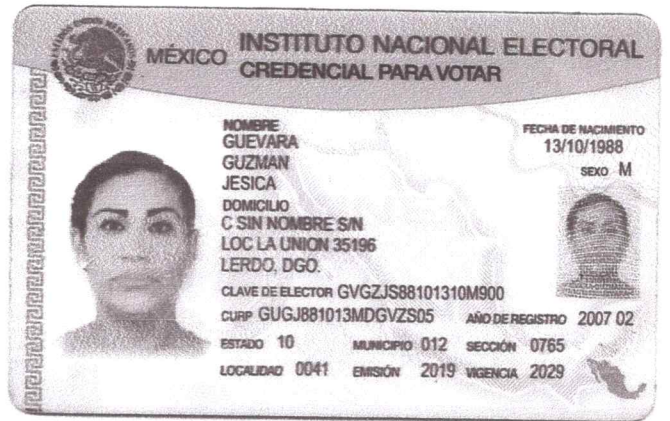 MÉXICO INSTITUTO NACIONAL ELECTORAL
CREDENCIAL PARA VOTAR
NOMBRE
GUEVARA
GUZMAN
JESICA
FECHA DE NACIMIENTO
13/10/1988
SEXO M
DOMICILIO
C SIN NOMBRE S/N
LOC LA UNION 35196
LERDO, DGO.
CLAVE DE ELECTOR GVGZJS88101310M900
CURP GUGJ881013MDGVZS05 AÑO DE REGISTRO 2007 02
ESTADO 10 MUNICIPIO 012 SECCIÓN 0765
LOCALIDAD 0041 EMISIÓN 2019 VIGENCIA 2029